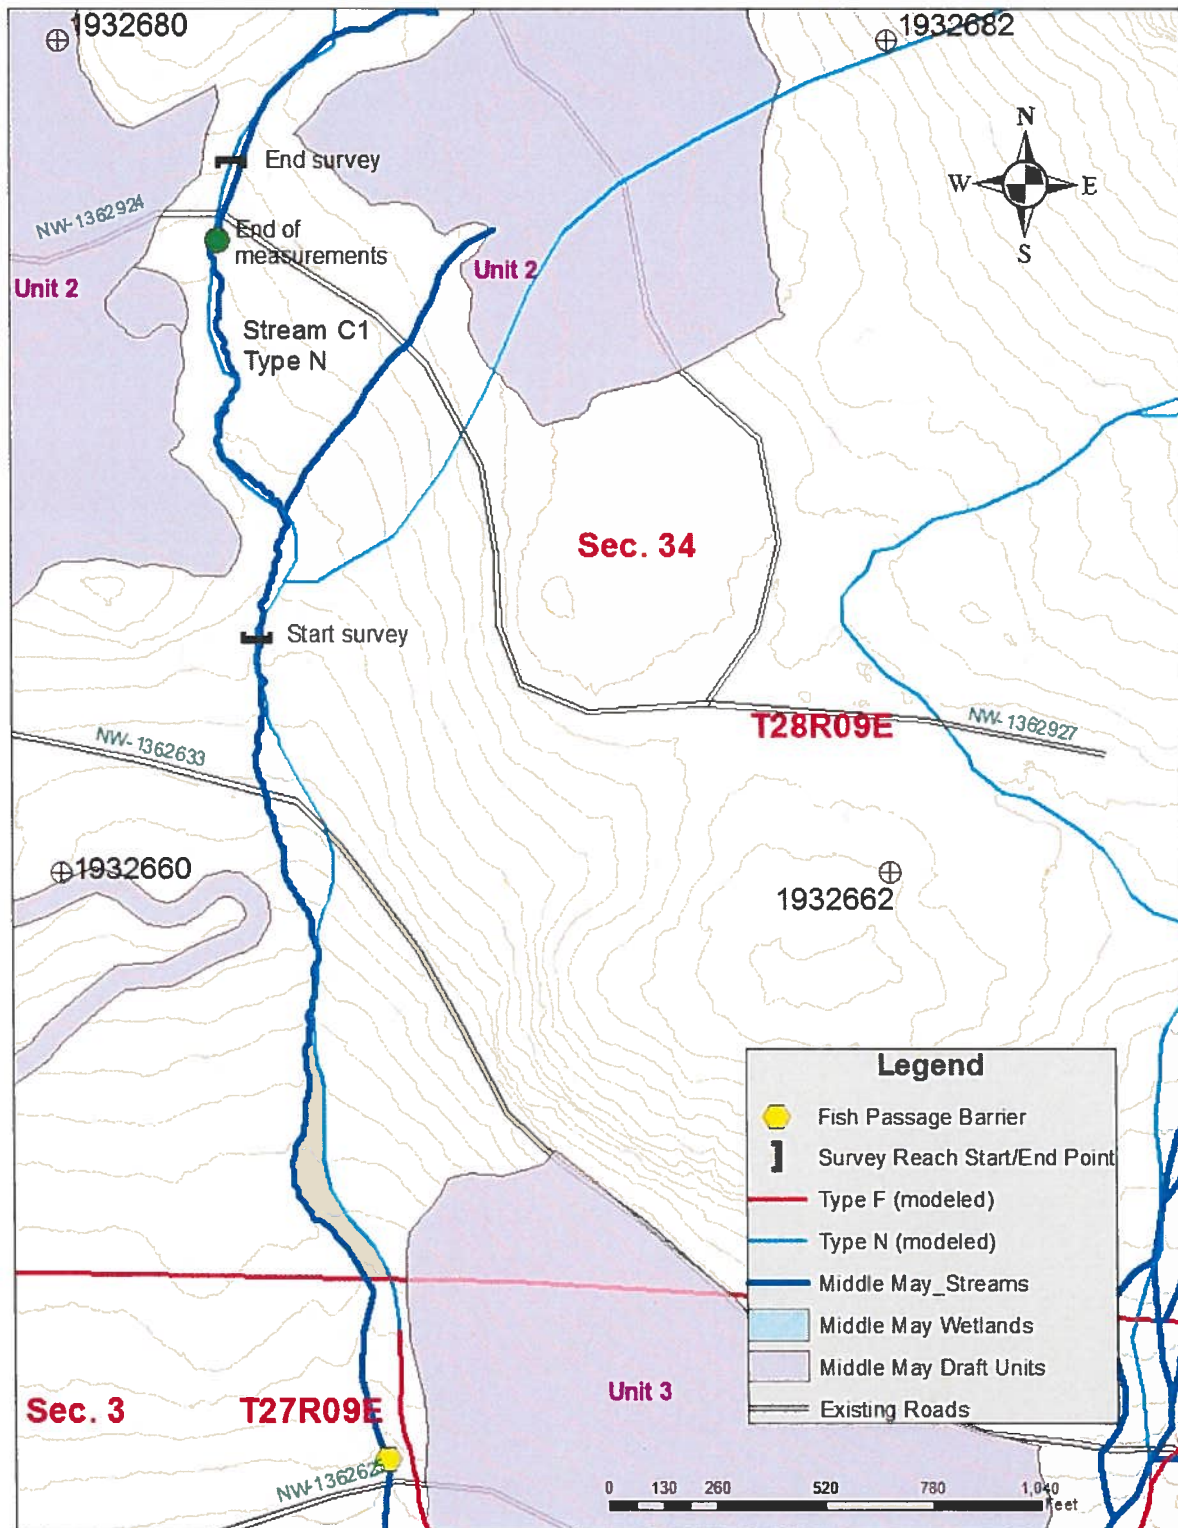 1932680
1932682
N
W
E
S
End survey
NW-1362924
End of
measurements
Unit 2
Unit 2
Stream C1
Type N
Sec. 34
Start survey
T28R09E
NW-1362927
NW-1362633
1932660
1932662
Legend
Fish Passage Barrier
Survey Reach Start/End Point
Type F (modeled)
Type N (modeled)
Middle May_Streams
Middle May Wetlands
Middle May Draft Units
Existing Roads
Unit 3
Sec. 3
T27R09E
0 130 260 520 780 1,040
Feet